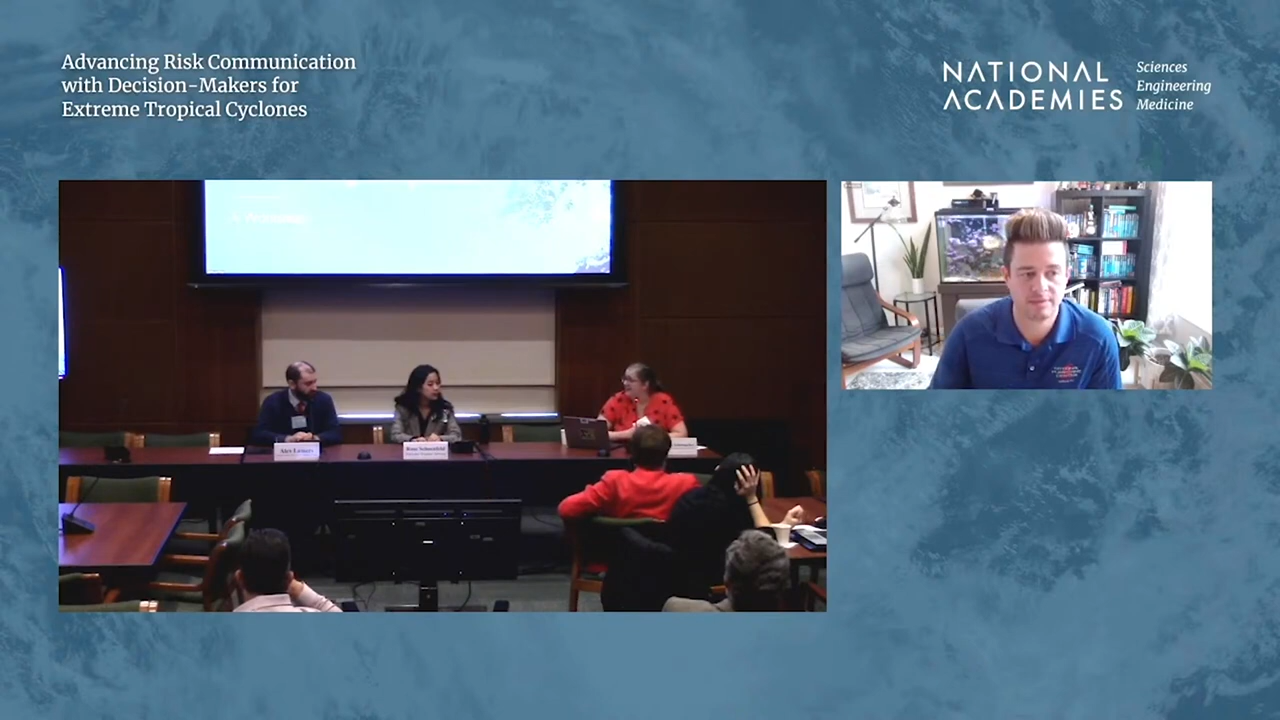 Advancing Risk Communication
with Decision-Makers for
Extreme Tropical Cyclones
NATIONAL
ACADEMIES
Sciences
Engineering
Medicine